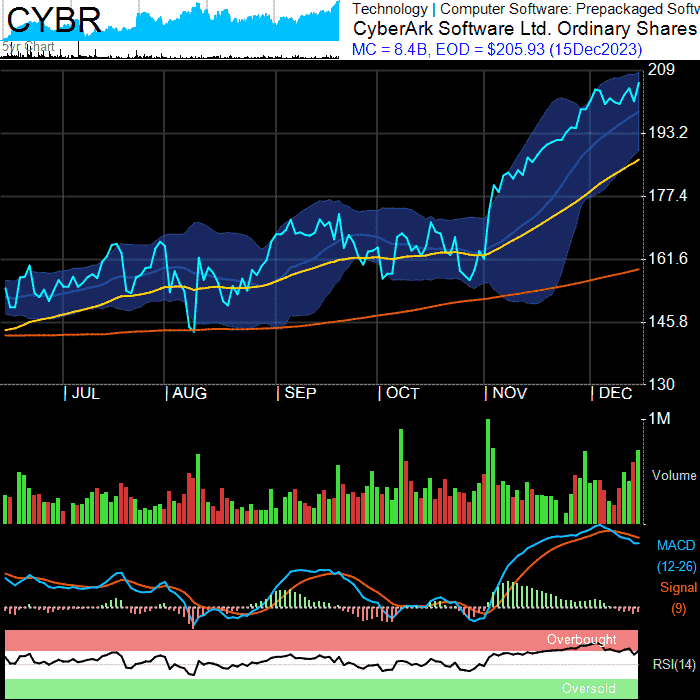 CYBR
5yr Chart
Technology | Computer Software: Prepackaged Softw
CyberArk Software Ltd. Ordinary Shares
MC = 8.4B, EOD = $205.93 (15Dec2023)
209
193.2
177.4
161.6
145.8
130
| JUL | AUG | SEP | OCT | NOV | DEC
1M
Volume
MACD
(12-26)
Signal
(9)
Overbought
RSI(14)
Oversold